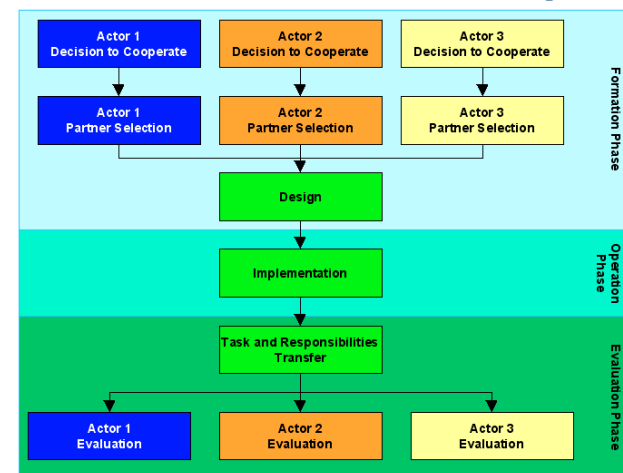 Actor 1
Decision to Cooperate
Actor 2
Decision to Cooperate
Actor 3
Decision to Cooperate
Actor 1
Partner Selection
Actor 2
Partner Selection
Actor 3
Partner Selection
Design
Formation Phase
Implementation
Operation
Phase
Task and Responsibilities
Transfer
Actor 1
Evaluation
Actor 2
Evaluation
Actor 3
Evaluation
Evaluation Phase